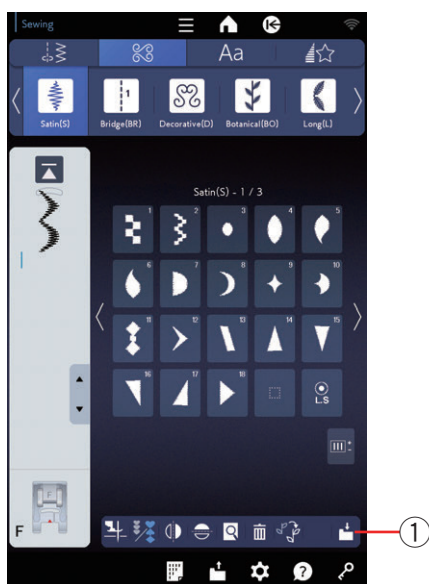 Sewing
Aa
1
Satin(S) Bridge(BR) Decorative(D) Botanical(BO) Long(L)
Satin(S) - 1 / 3
1 2 3 4 5
6 7 8 9 10
11 12 13 14 15
16 17 18
L.S
F
F
1
?